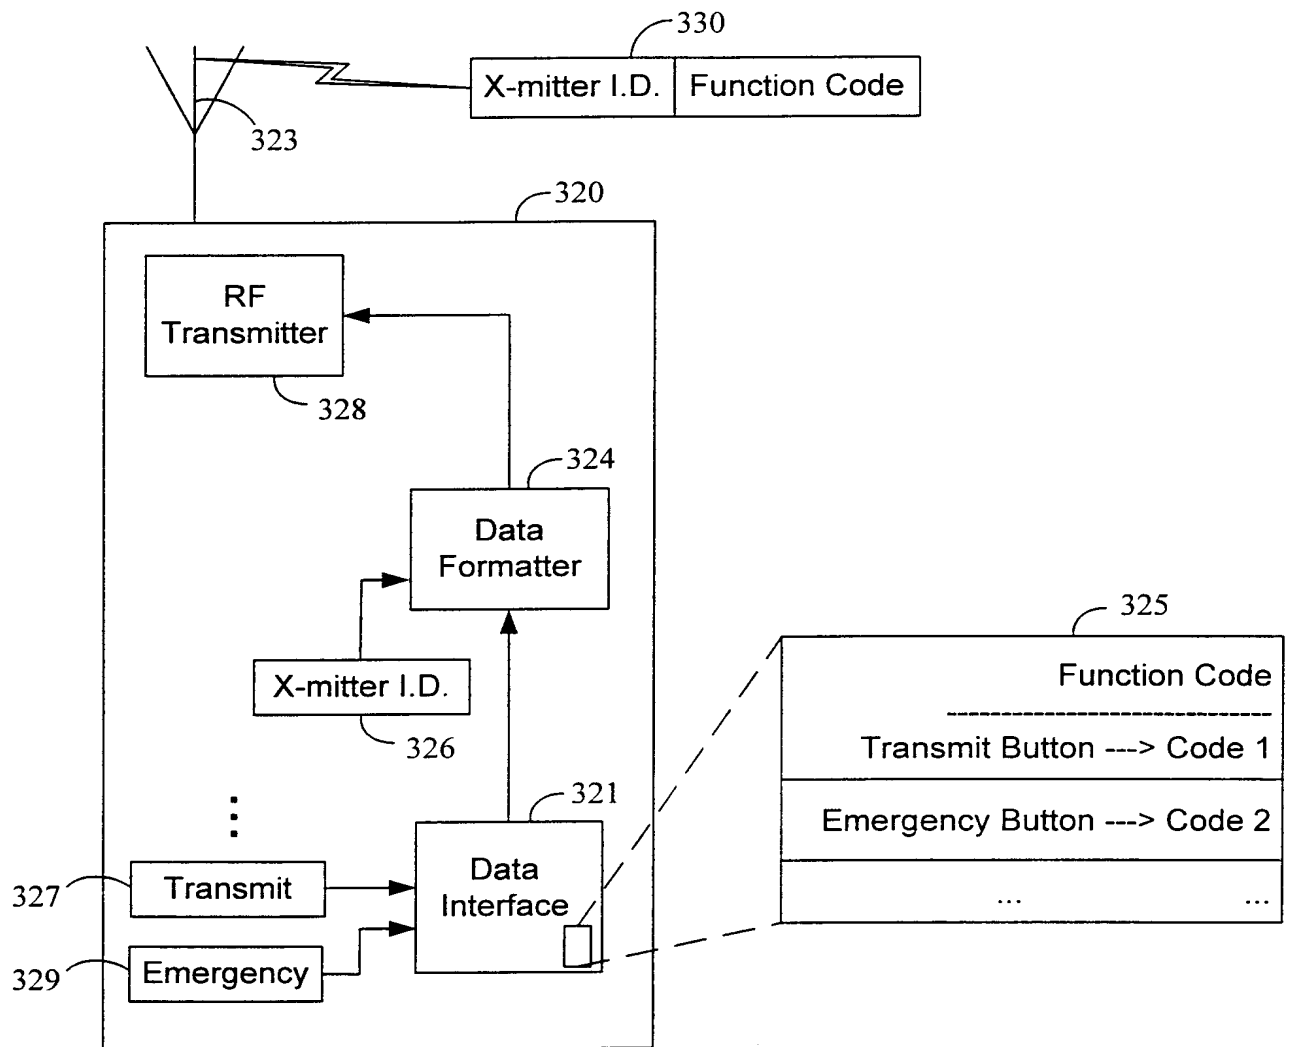 330
X-mitter I.D. Function Code
323
320
RF
Transmitter
328
324
Data
Formatter
325
X-mitter I.D.
326
Function Code
----------------------------
Transmit Button ---> Code 1
Emergency Button ---> Code 2
... ...
321
Data
Interface
327
Transmit
329
Emergency